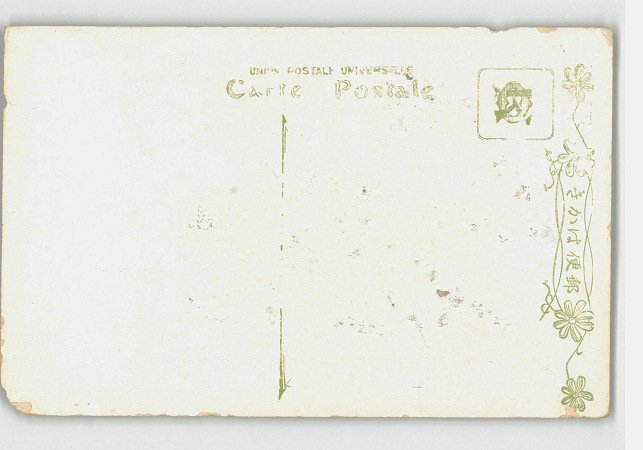 UNION POSTALE UNIVERSELLE
Carte Postale
きかは便郵